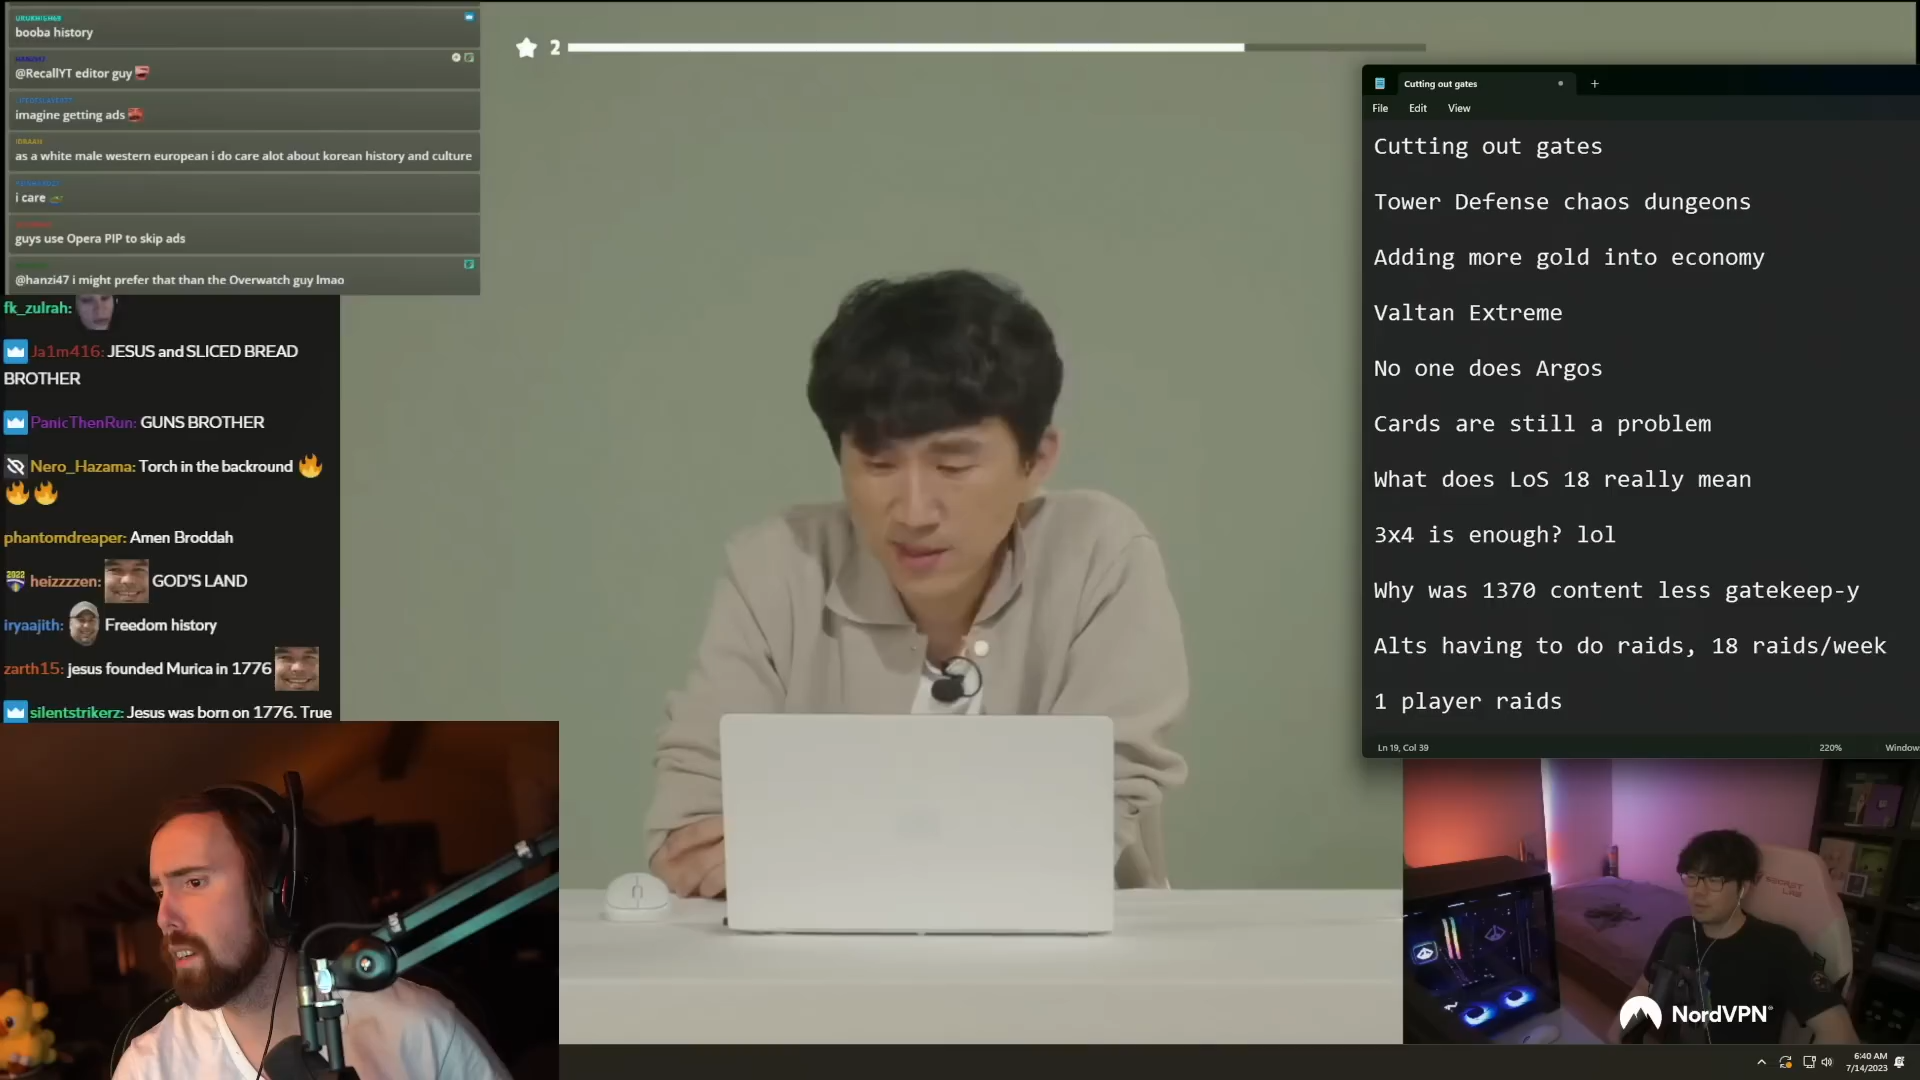 booba history
@RecallYT editor guy
imagine getting ads
as a white male western european i do care alot about korean history and culture
i care
guys use Opera PIP to skip ads
@hanzi47 i might prefer that than the Overwatch guy lmao
fk_zulrah:
Ja1m416: JESUS and SLICED BREAD
BROTHER
PanicThenRun: GUNS BROTHER
Nero_Hazama: Torch in the backround
phantomdreaper: Amen Broddah
2022
heizzzzen: GOD'S LAND
iryaajith: Freedom history
zarth15: jesus founded Murica in 1776
silentstrikerz: Jesus was born on 1776. True
2
Cutting out gates
File Edit View
Cutting out gates
Tower Defense chaos dungeons
Adding more gold into economy
Valtan Extreme
No one does Argos
Cards are still a problem
What does LoS 18 really mean
3x4 is enough? lol
Why was 1370 content less gatekeep-y
Alts having to do raids, 18 raids/week
1 player raids
Ln 19, Col 39
220%
Window
SECRET LAB
NordVPN®
6:40 AM
7/14/2023